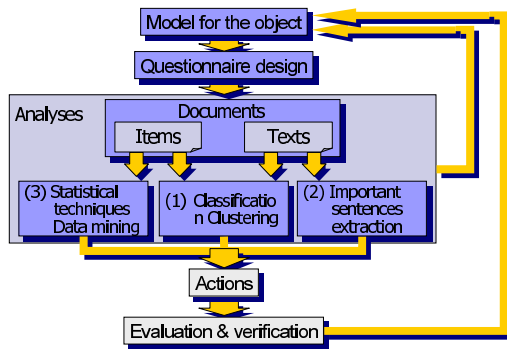 Model for the object
Questionnaire design
Documents
Analyses
Items
Texts
(3) Statistical
techniques
Data mining
(1) Classificatio
n Clustering
(2) Important
sentences
extraction
Actions
Evaluation & verification